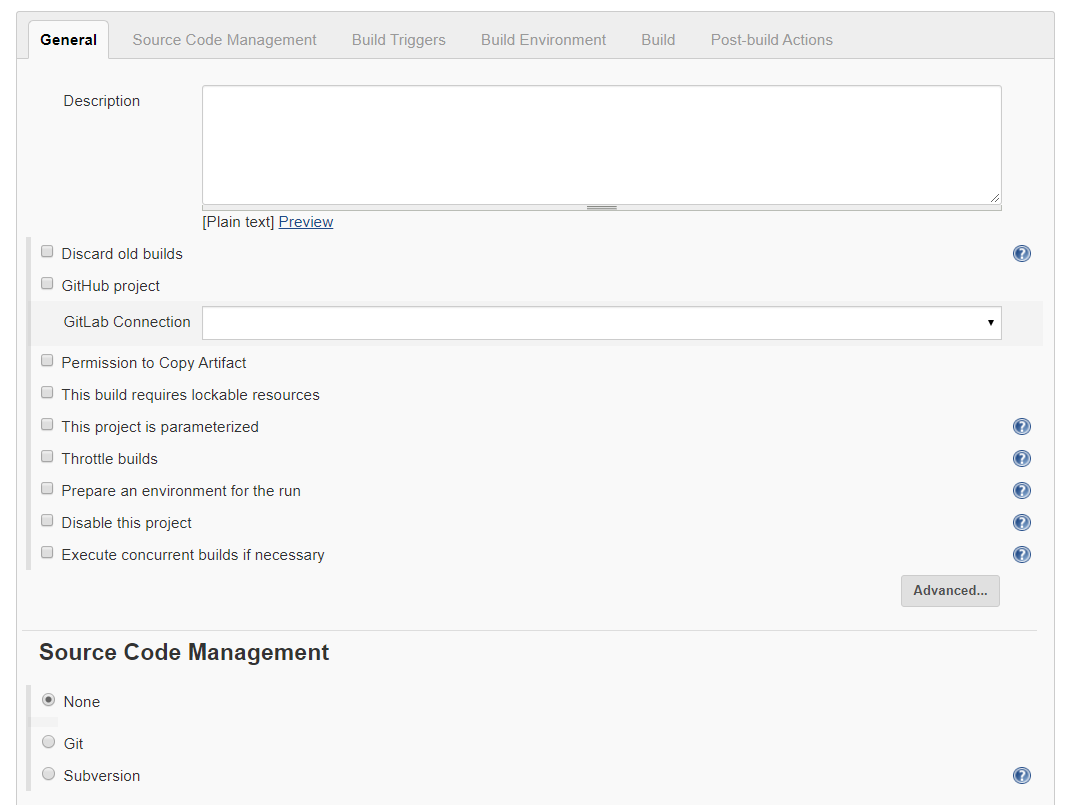 General Source Code Management Build Triggers Build Environment Build Post-build Actions
Description
[Plain text] Preview
Discard old builds
GitHub project
GitLab Connection
Permission to Copy Artifact
This build requires lockable resources
This project is parameterized
Throttle builds
Prepare an environment for the run
Disable this project
Execute concurrent builds if necessary
Advanced...
Source Code Management
None
Git
Subversion